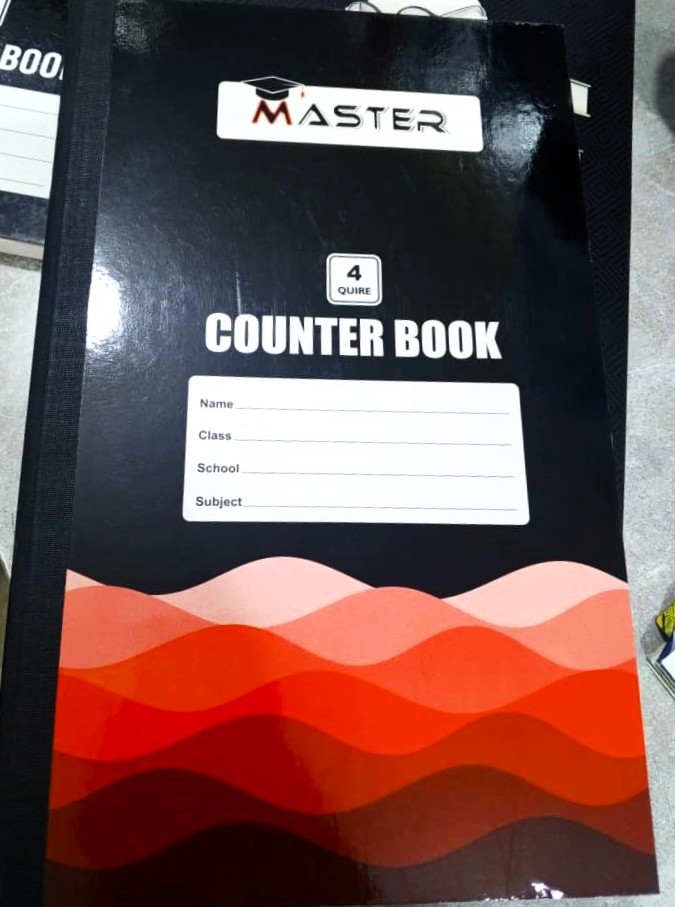 MASTER
4
QUIRE
COUNTER BOOK
Name
Class
School
Subject